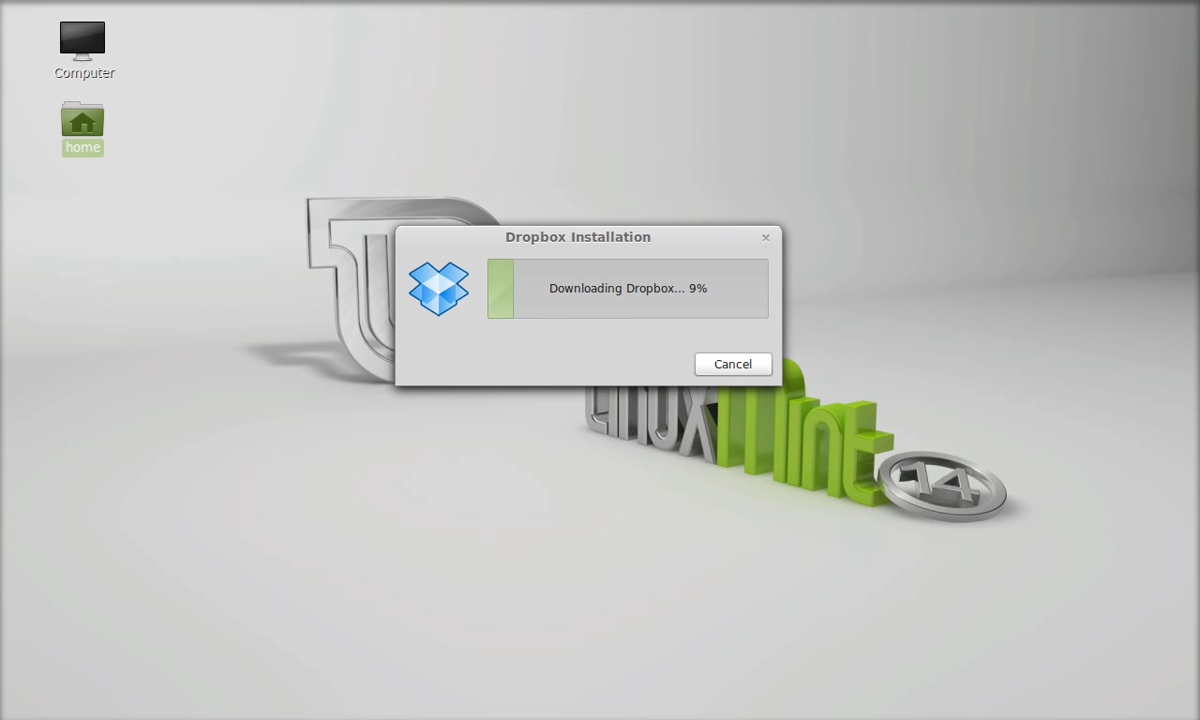 Computer
home
Dropbox Installation
Downloading Dropbox... 9%
Cancel
LINUX Mint
14